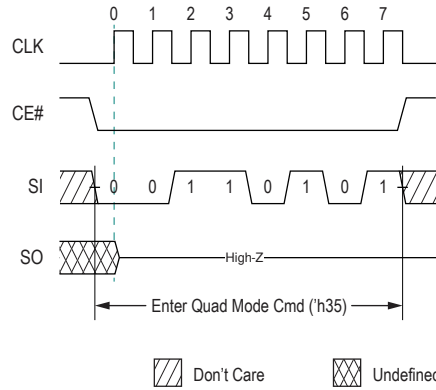 0 1 2 3 4 5 6 7
CLK
CE#
SI 0 0 1 1 0 1 0 1
SO High-Z
Enter Quad Mode Cmd ('h35)
Don't Care Undefined